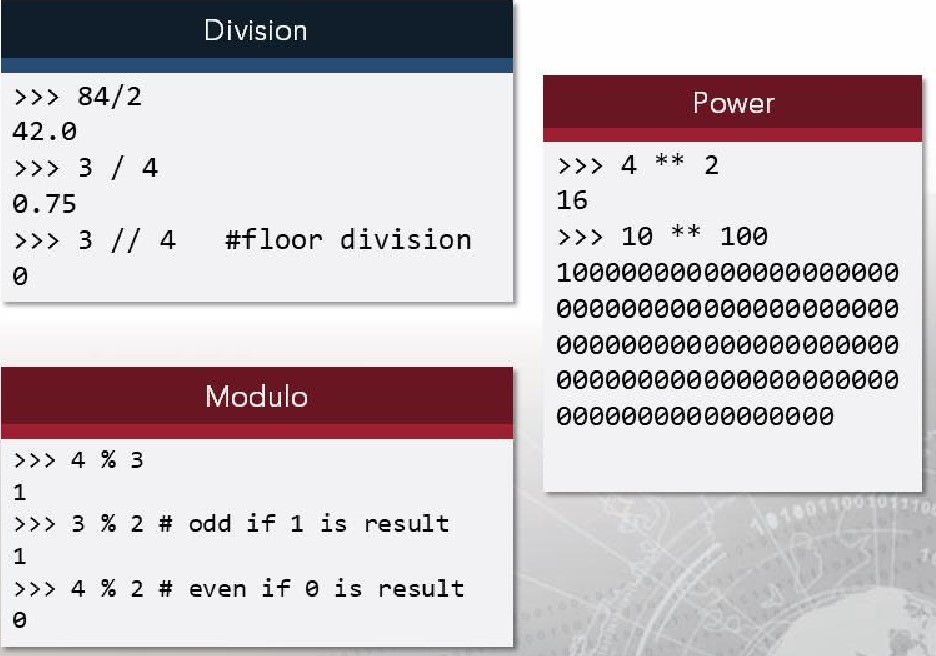 Division
>>> 84/2
42.0
>>> 3 / 4
0.75
>>> 3 // 4   #floor division
0
Power
>>> 4 ** 2
16
>>> 10 ** 100
100000000000000000000
000000000000000000000
000000000000000000000
000000000000000000000
00000000000000000
Modulo
>>> 4 % 3
1
>>> 3 % 2 # odd if 1 is result
1
>>> 4 % 2 # even if 0 is result
0